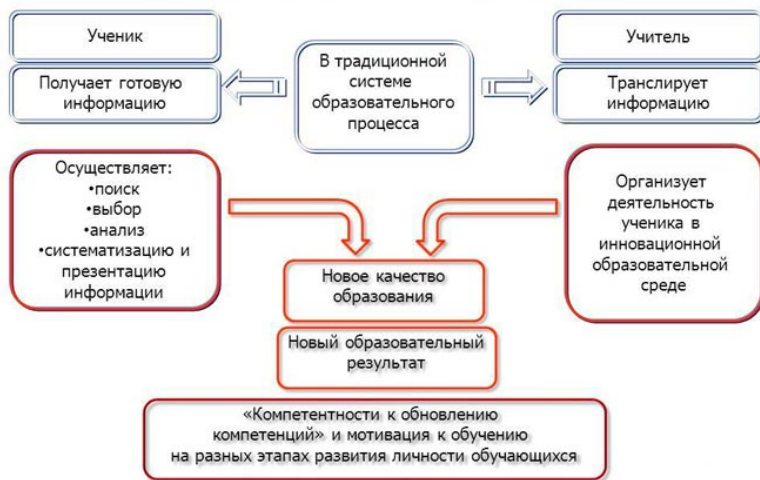 Ученик
Получает готовую
информацию
В традиционной
системе
образовательного
процесса
Учитель
Транслирует
информацию
Осуществляет:
•поиск
•выбор
•анализ
•систематизацию и
презентацию
информации
Организует
деятельность
ученика в
инновационной
образовательной
среде
Новое качество
образования
Новый образовательный
результат
«Компетентности к обновлению
компетенций» и мотивация к обучению
на разных этапах развития личности обучающихся